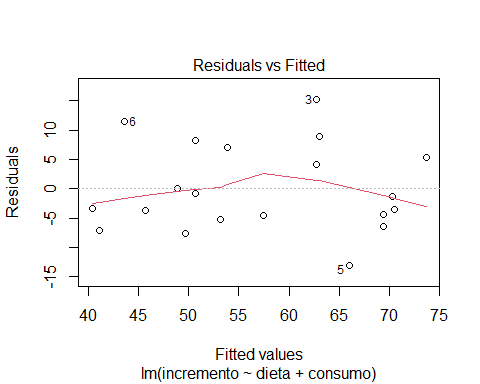 Residuals vs Fitted
Residuals
10
5
0
-5
-15
3
6
5
40 45 50 55 60 65 70 75
Fitted values
lm(incremento ~ dieta + consumo)